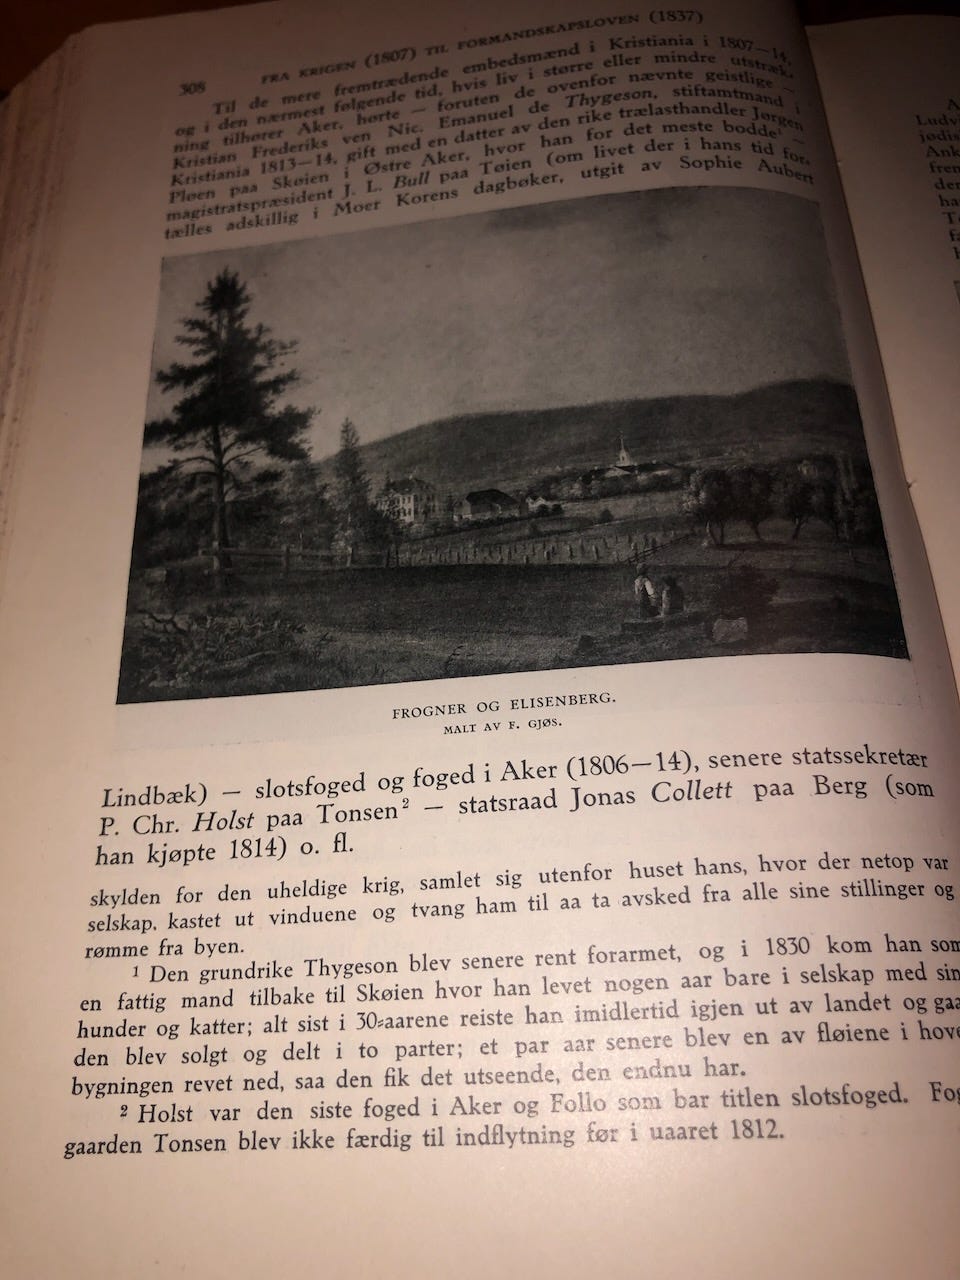 308
FRA KRIGEN (1807) TIL FORMANDSKAPSLOVEN (1837)
Til de mere fremtrædende embedsmænd i Kristiania i 1807—14,
og i den nærmest følgende tid, hvis liv i større eller mindre utstræk-
ning tilhører Aker, hørte — foruten de ovenfor nævnte geistlige —
Kristian Frederiks ven Nic. Emanuel de Thygeson, stiftamtmand i
Kristiania 1813—14, gift med en datter av den rike trælasthandler Jørgen
Pløen paa Skøien i Østre Aker, hvor han for det meste bodde¹ —
magistratspræsident J. L. Bull paa Tøien (om livet der i hans tid for-
tælles adskillig i Moer Korens dagbøker, utgit av Sophie Aubert
FROGNER OG ELISENBERG.
MALT AV F. GJØS.
Lindbæk) — slotsfoged og foged i Aker (1806—14), senere statssekretær
P. Chr. Holst paa Tonsen² — statsraad Jonas Collett paa Berg (som
han kjøpte 1814) o. fl.
skylden for den uheldige krig, samlet sig utenfor huset hans, hvor der netop var
selskap, kastet ut vinduene og tvang ham til aa ta avsked fra alle sine stillinger og
rømme fra byen.
¹ Den grundrike Thygeson blev senere rent forarmet, og i 1830 kom han som
en fattig mand tilbake til Skøien hvor han levet nogen aar bare i selskap med sin
hunder og katter; alt sist i 30-aarene reiste han imidlertid igjen ut av landet og gaa
den blev solgt og delt i to parter; et par aar senere blev en av fløiene i hove
bygningen revet ned, saa den fik det utseende, den endnu har.
² Holst var den siste foged i Aker og Follo som bar titlen slotsfoged. Fog
gaarden Tonsen blev ikke færdig til indflytning før i uaaret 1812.